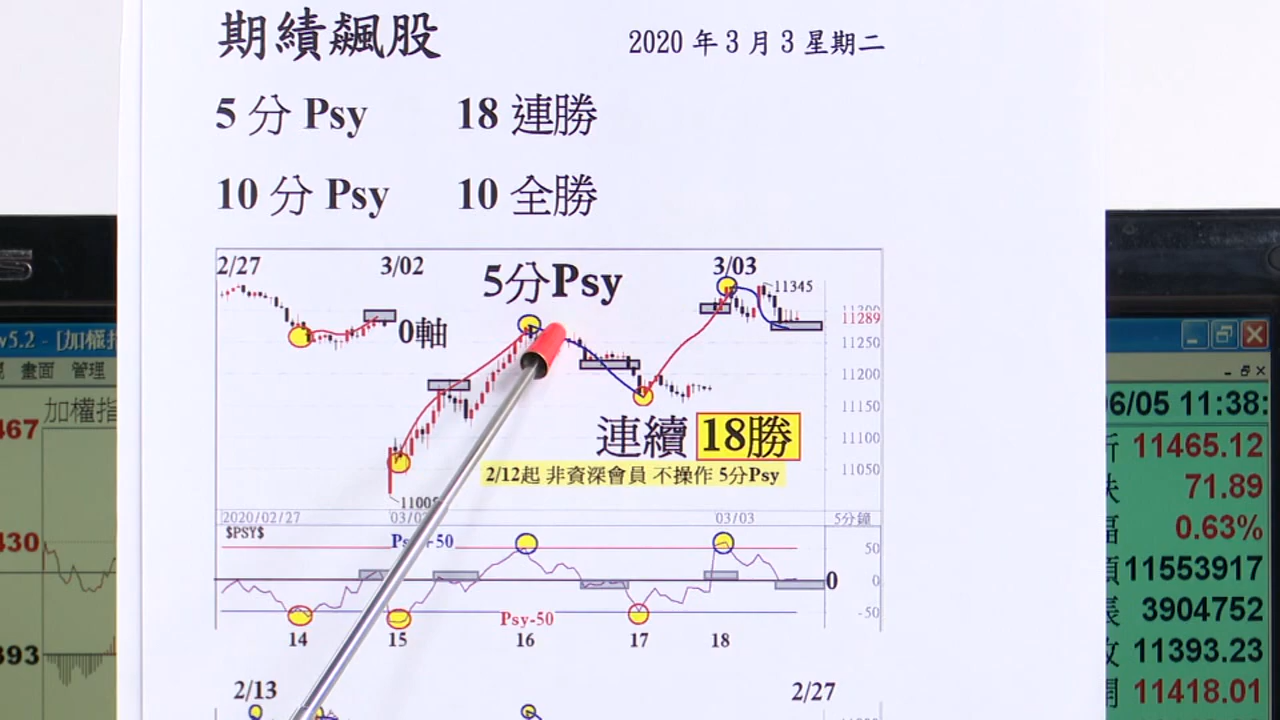 期績飆股
2020 年 3 月 3 星期二
5 分 Psy 18 連勝
10 分 Psy 10 全勝
2/27 3/02 5分Psy 3/03
11345
11300
11289
0軸
11250
11200
11150
連續 18勝
11100
2/12起 非資深會員 不操作 5分Psy
11050
2020/02/27 03/03 5分鐘
$PSY$
50
0 0
Psy-50 -50
14 15 16 17 18
2/13 2/27
v5.2 - [加權指
畫面 管理
加權指
467
430
393
06/05 11:38:
11465.12
71.89
0.63%
11553917
3904752
11393.23
11418.01